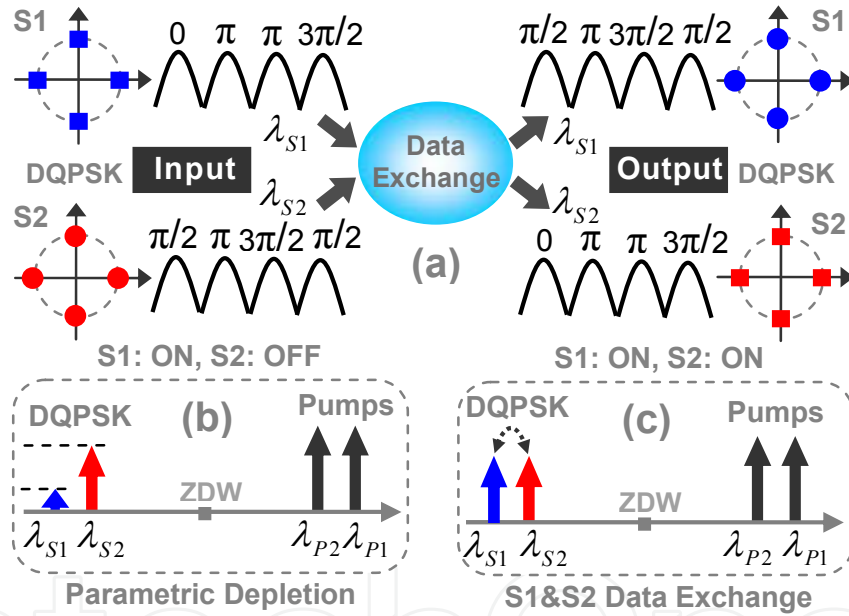 S1
0 π π 3π/2
λS1
DQPSK
Input
S2
λS2
π/2 π 3π/2 π/2
Data
Exchange
(a)
π/2 π 3π/2 π/2
S1
λS1
Output
DQPSK
λS2
S2
0 π π 3π/2
S1: ON, S2: OFF
S1: ON, S2: ON
DQPSK
(b)
Pumps
ZDW
λS1 λS2 λP2 λP1
Parametric Depletion
DQPSK
(c)
Pumps
ZDW
λS1 λS2 λP2 λP1
S1&S2 Data Exchange